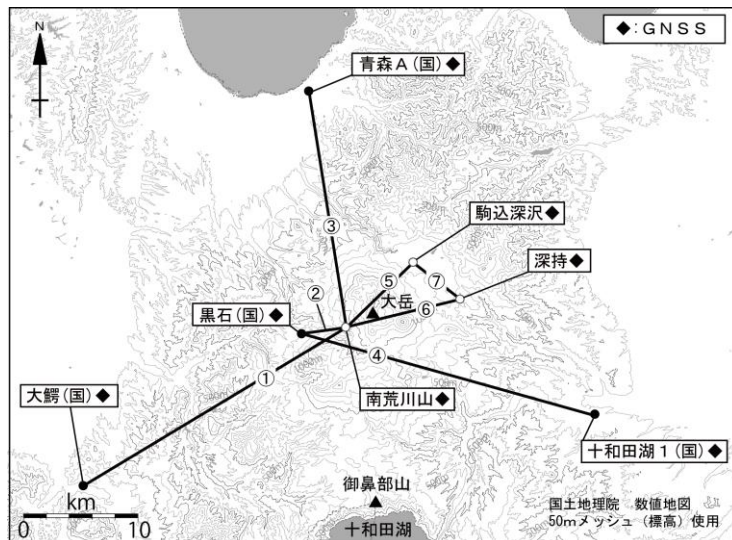 ◆:GNSS
N
青森A(国)◆
駒込深沢◆
③
深持◆
⑤
⑦
②
大岳
⑥
黒石(国)◆
④
①
大鰐(国)◆
南荒川山◆
十和田湖1(国)◆
km
0 10
御鼻部山
十和田湖
国土地理院 数値地図
50mメッシュ(標高)使用